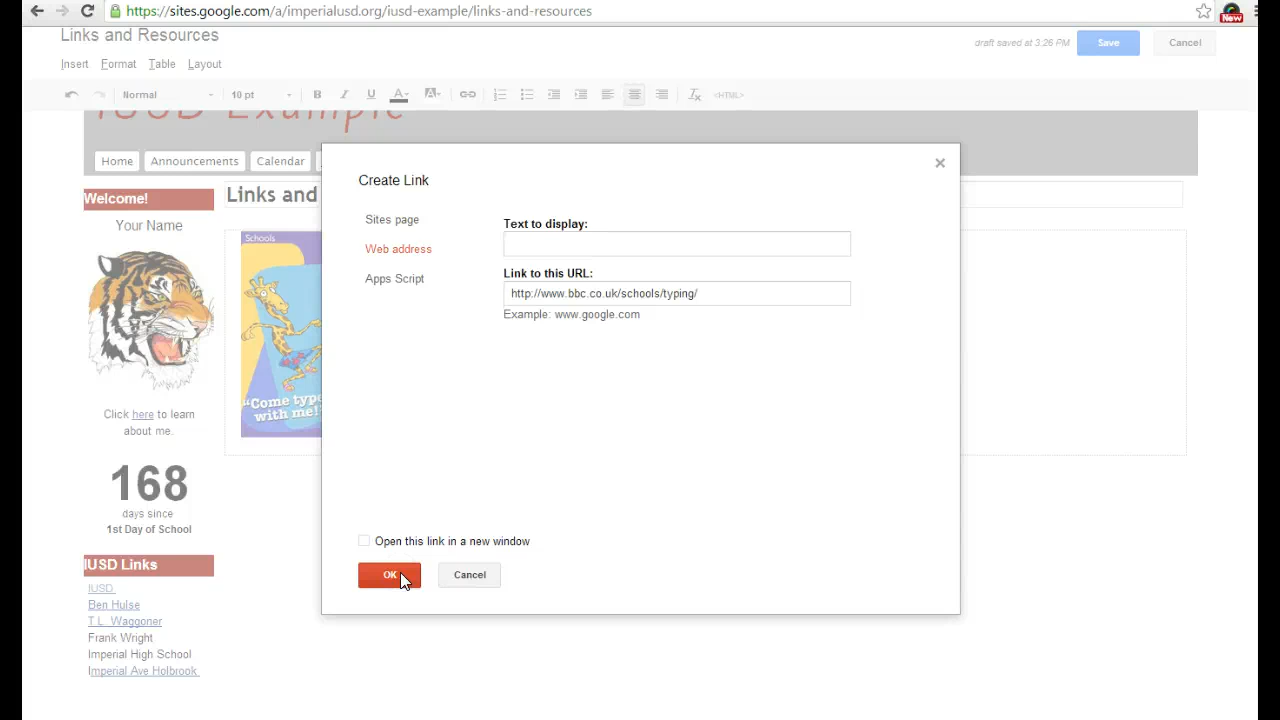 https://sites.google.com/a/imperialusd.org/iusd-example/links-and-resources
New
Links and Resources
draft saved at 3.26 PM
Save
Cancel
Insert Format Table Layout
Normal 10 pt B I U A A <HTML>
IUSD Example
Home Announcements Calendar
Welcome!
Links and
Your Name
Schools
"Come type
with me!"
Click here to learn
about me.
168
days since
1st Day of School
IUSD Links
IUSD
Ben Hulse
T.L. Waggoner
Frank Wright
Imperial High School
Imperial Ave Holbrook
Create Link
Sites page
Web address
Apps Script
Text to display:
Link to this URL:
http://www.bbc.co.uk/schools/typing/
Example: www.google.com
Open this link in a new window
OK
Cancel